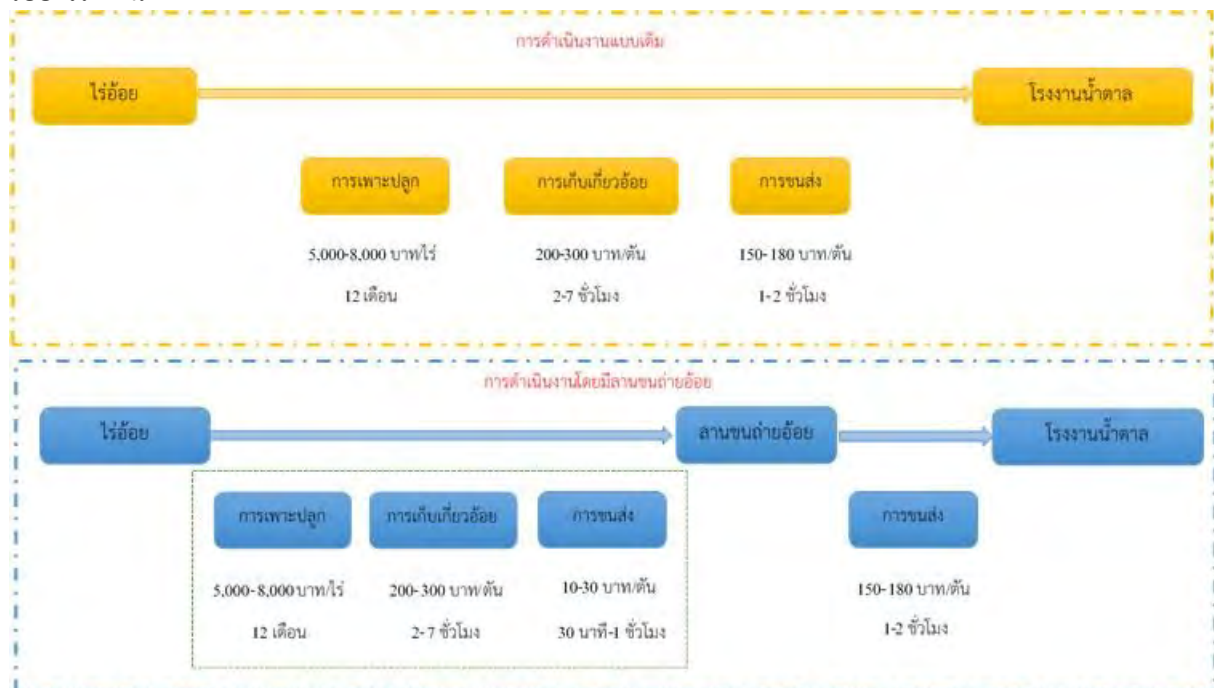 การดำเนินงานแบบเดิม
ไร่อ้อย
โรงงานน้ำตาล
การเพาะปลูก
การเก็บเกี่ยวอ้อย
การขนส่ง
5,000-8,000 บาท/ไร่
200-300 บาท/ตัน
150-180 บาท/ตัน
12 เดือน
2-7 ชั่วโมง
1-2 ชั่วโมง
การดำเนินงานโดยมีลานขนถ่ายอ้อย
ไร่อ้อย
ลานขนถ่ายอ้อย
โรงงานน้ำตาล
การเพาะปลูก
การเก็บเกี่ยวอ้อย
การขนส่ง
การขนส่ง
5,000-8,000 บาท/ไร่
200-300 บาท/ตัน
10-30 บาท/ตัน
150-180 บาท/ตัน
12 เดือน
2-7 ชั่วโมง
30 นาที-1 ชั่วโมง
1-2 ชั่วโมง